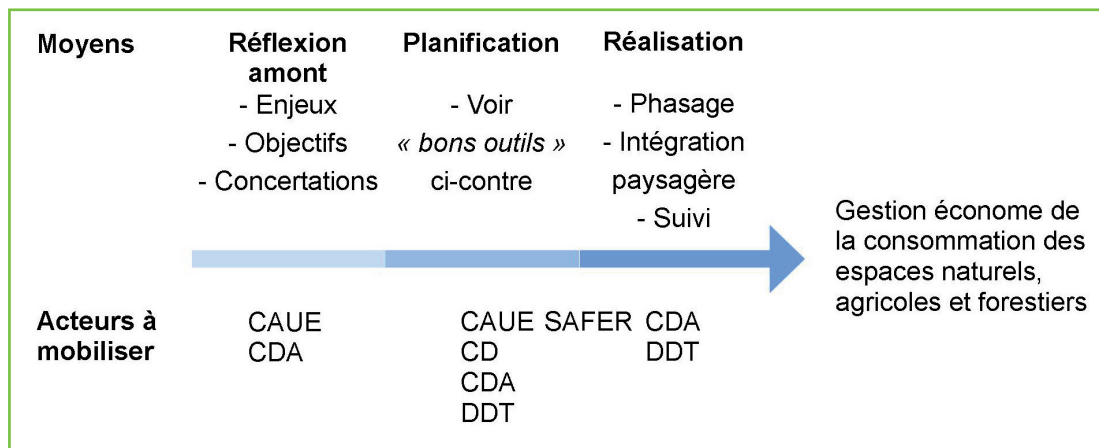 Moyens
Réflexion
amont
- Enjeux
- Objectifs
- Concertations
Planification
- Voir
« bons outils »
ci-contre
Réalisation
- Phasage
- Intégration
paysagère
- Suivi
Gestion économe de
la consommation des
espaces naturels,
agricoles et forestiers
Acteurs à
mobiliser
CAUE
CDA
CAUE SAFER CDA
CD DDT
CDA
DDT